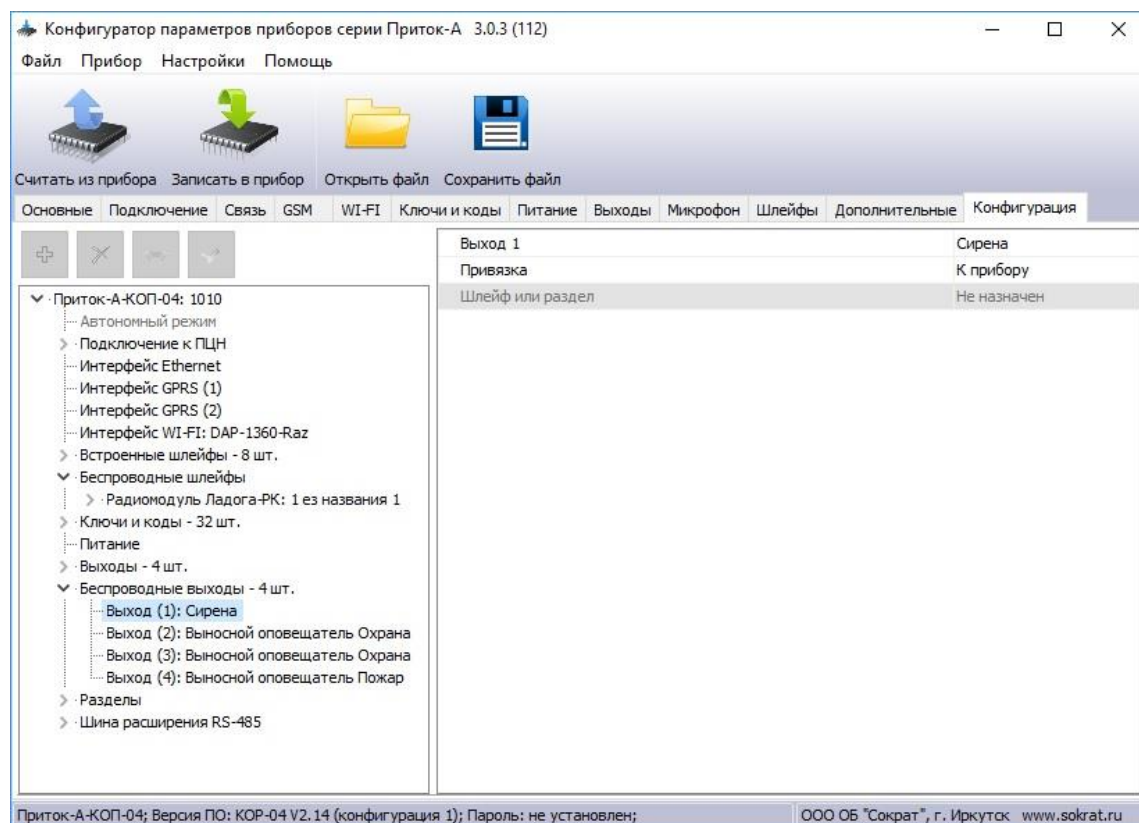 Конфигуратор параметров приборов серии Приток-А 3.0.3 (112)
Файл Прибор Настройки Помощь
Считать из прибора Записать в прибор Открыть файл Сохранить файл
Основные Подключение Связь GSM WI-FI Ключи и коды Питание Выходы Микрофон Шлейфы Дополнительные Конфигурация
Выход 1 Сирена
Привязка К прибору
Шлейф или раздел Не назначен
Приток-А-КОП-04: 1010
Автономный режим
Подключение к ПЦН
Интерфейс Ethernet
Интерфейс GPRS (1)
Интерфейс GPRS (2)
Интерфейс WI-FI: DAP-1360-Raz
Встроенные шлейфы - 8 шт.
Беспроводные шлейфы
Радиомодуль Ладога-РК: 1 ез названия 1
Ключи и коды - 32 шт.
Питание
Выходы - 4 шт.
Беспроводные выходы - 4 шт.
Выход (1): Сирена
Выход (2): Выносной оповещатель Охрана
Выход (3): Выносной оповещатель Охрана
Выход (4): Выносной оповещатель Пожар
Разделы
Шина расширения RS-485
Приток-А-КОП-04; Версия ПО: КОР-04 V2.14 (конфигурация 1); Пароль: не установлен; ООО ОБ "Сократ", г. Иркутск www.sokrat.ru